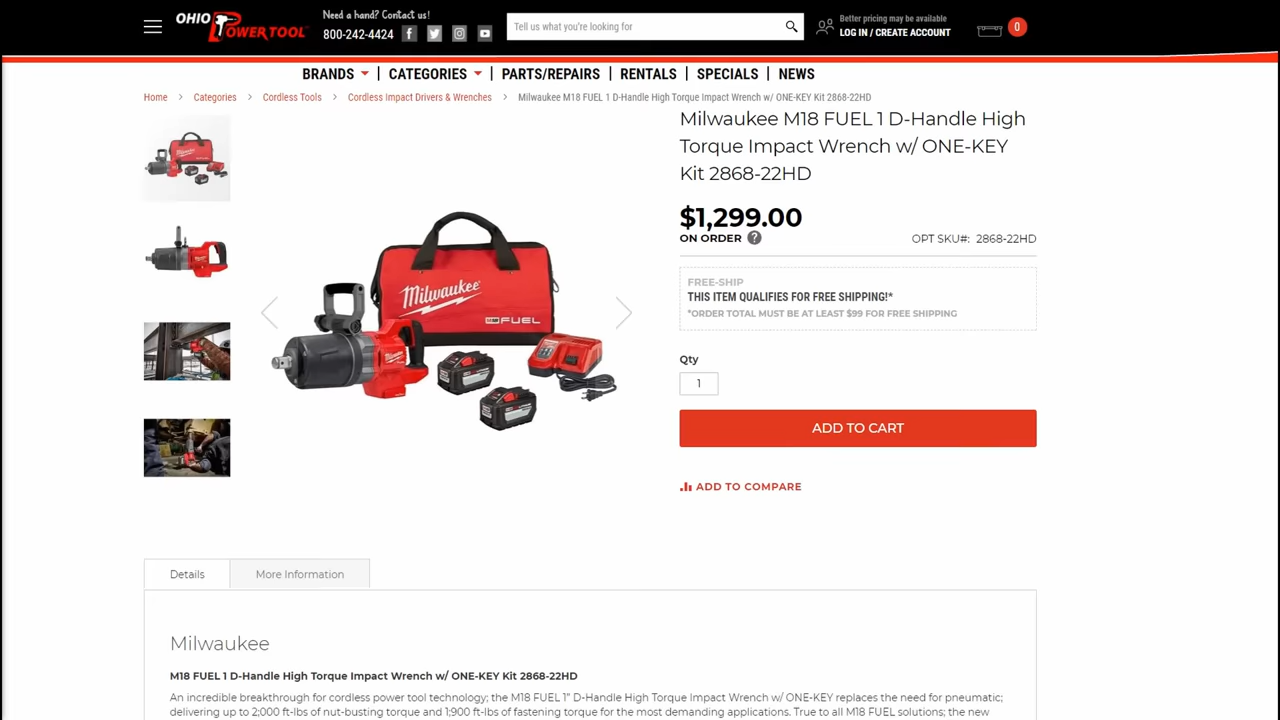 OHIO POWER TOOL
Need a hand? Contact us!
800-242-4424
Tell us what you're looking for
Better pricing may be available
LOG IN / CREATE ACCOUNT
0
BRANDS | CATEGORIES | PARTS/REPAIRS | RENTALS | SPECIALS | NEWS
Home > Categories > Cordless Tools > Cordless Impact Drivers & Wrenches > Milwaukee M18 FUEL 1 D-Handle High Torque Impact Wrench w/ ONE-KEY Kit 2868-22HD
Milwaukee M18 FUEL 1 D-Handle High
Torque Impact Wrench w/ ONE-KEY
Kit 2868-22HD
$1,299.00
ON ORDER ?
OPT SKU#: 2868-22HD
FREE-SHIP
THIS ITEM QUALIFIES FOR FREE SHIPPING!*
*ORDER TOTAL MUST BE AT LEAST $99 FOR FREE SHIPPING
Qty
1
ADD TO CART
ADD TO COMPARE
Milwaukee
M18 FUEL
Details
More Information
Milwaukee
M18 FUEL 1 D-Handle High Torque Impact Wrench w/ ONE-KEY Kit 2868-22HD
An incredible breakthrough for cordless power tool technology; the M18 FUEL 1" D-Handle High Torque Impact Wrench w/ ONE-KEY replaces the need for pneumatic;
delivering up to 2;000 ft-lbs of nut-busting torque and 1;900 ft-lbs of fastening torque for the most demanding applications. True to all M18 FUEL solutions; the new